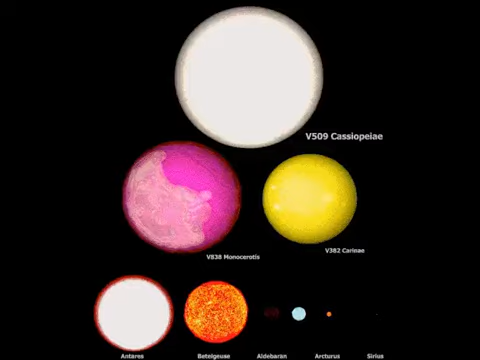 V509 Cassiopeiae
V838 Monocerotis
V382 Carinae
Antares Betelgeuse Aldebaran Arcturus Sirius